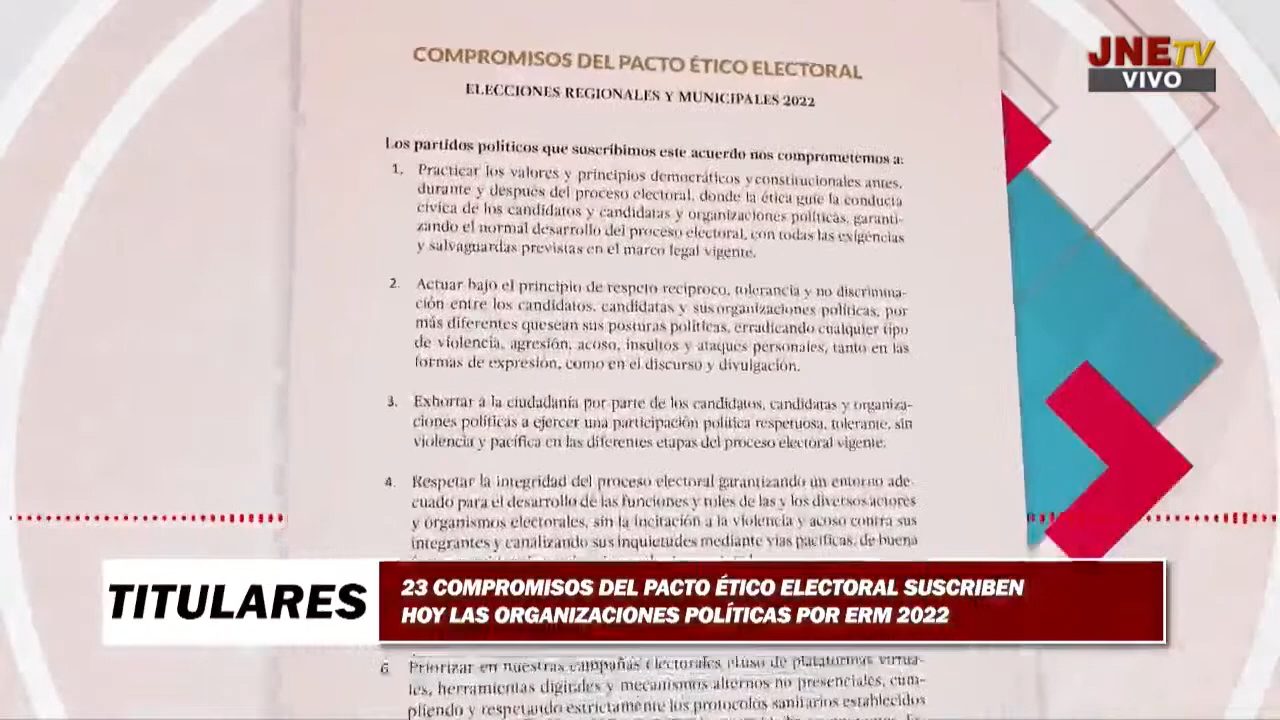 COMPROMISOS DEL PACTO ÉTICO ELECTORAL
ELECCIONES REGIONALES Y MUNICIPALES 2022
JNETV
VIVO
Los partidos políticos que suscribimos este acuerdo nos comprometemos a:
1. Practicar los valores y principios democráticos y constitucionales antes,
durante y después del proceso electoral, donde la ética guíe la conducta
cívica de los candidatos y candidatas y organizaciones políticas, garanti-
zando el normal desarrollo del proceso electoral, con todas las exigencias
y salvaguardas previstas en el marco legal vigente.
2. Actuar bajo el principio de respeto recíproco, tolerancia y no discrimina-
ción entre los candidatos, candidatas y sus organizaciones políticas, por
más diferentes que sean sus posturas políticas, erradicando cualquier tipo
de violencia, agresión, acoso, insultos y ataques personales, tanto en las
formas de expresión, como en el discurso y divulgación.
3. Exhortar a la ciudadanía por parte de los candidatos, candidatas y organiza-
ciones políticas a ejercer una participación política respetuosa, tolerante, sin
violencia y pacífica en las diferentes etapas del proceso electoral vigente.
4. Respetar la integridad del proceso electoral garantizando un entorno ade-
cuado para el desarrollo de las funciones y roles de las y los diversos actores
y organismos electorales, sin la incitación a la violencia y acoso contra sus
integrantes y canalizando sus inquietudes mediante vías pacíficas, de buena
TITULARES
23 COMPROMISOS DEL PACTO ÉTICO ELECTORAL SUSCRIBEN
HOY LAS ORGANIZACIONES POLÍTICAS POR ERM 2022
6 Priorizar en nuestras campañas electorales el uso de plataformas virtua-
les, herramientas digitales y mecanismos alternos no presenciales, cum-
pliendo y respetando estrictamente los protocolos sanitarios establecidos